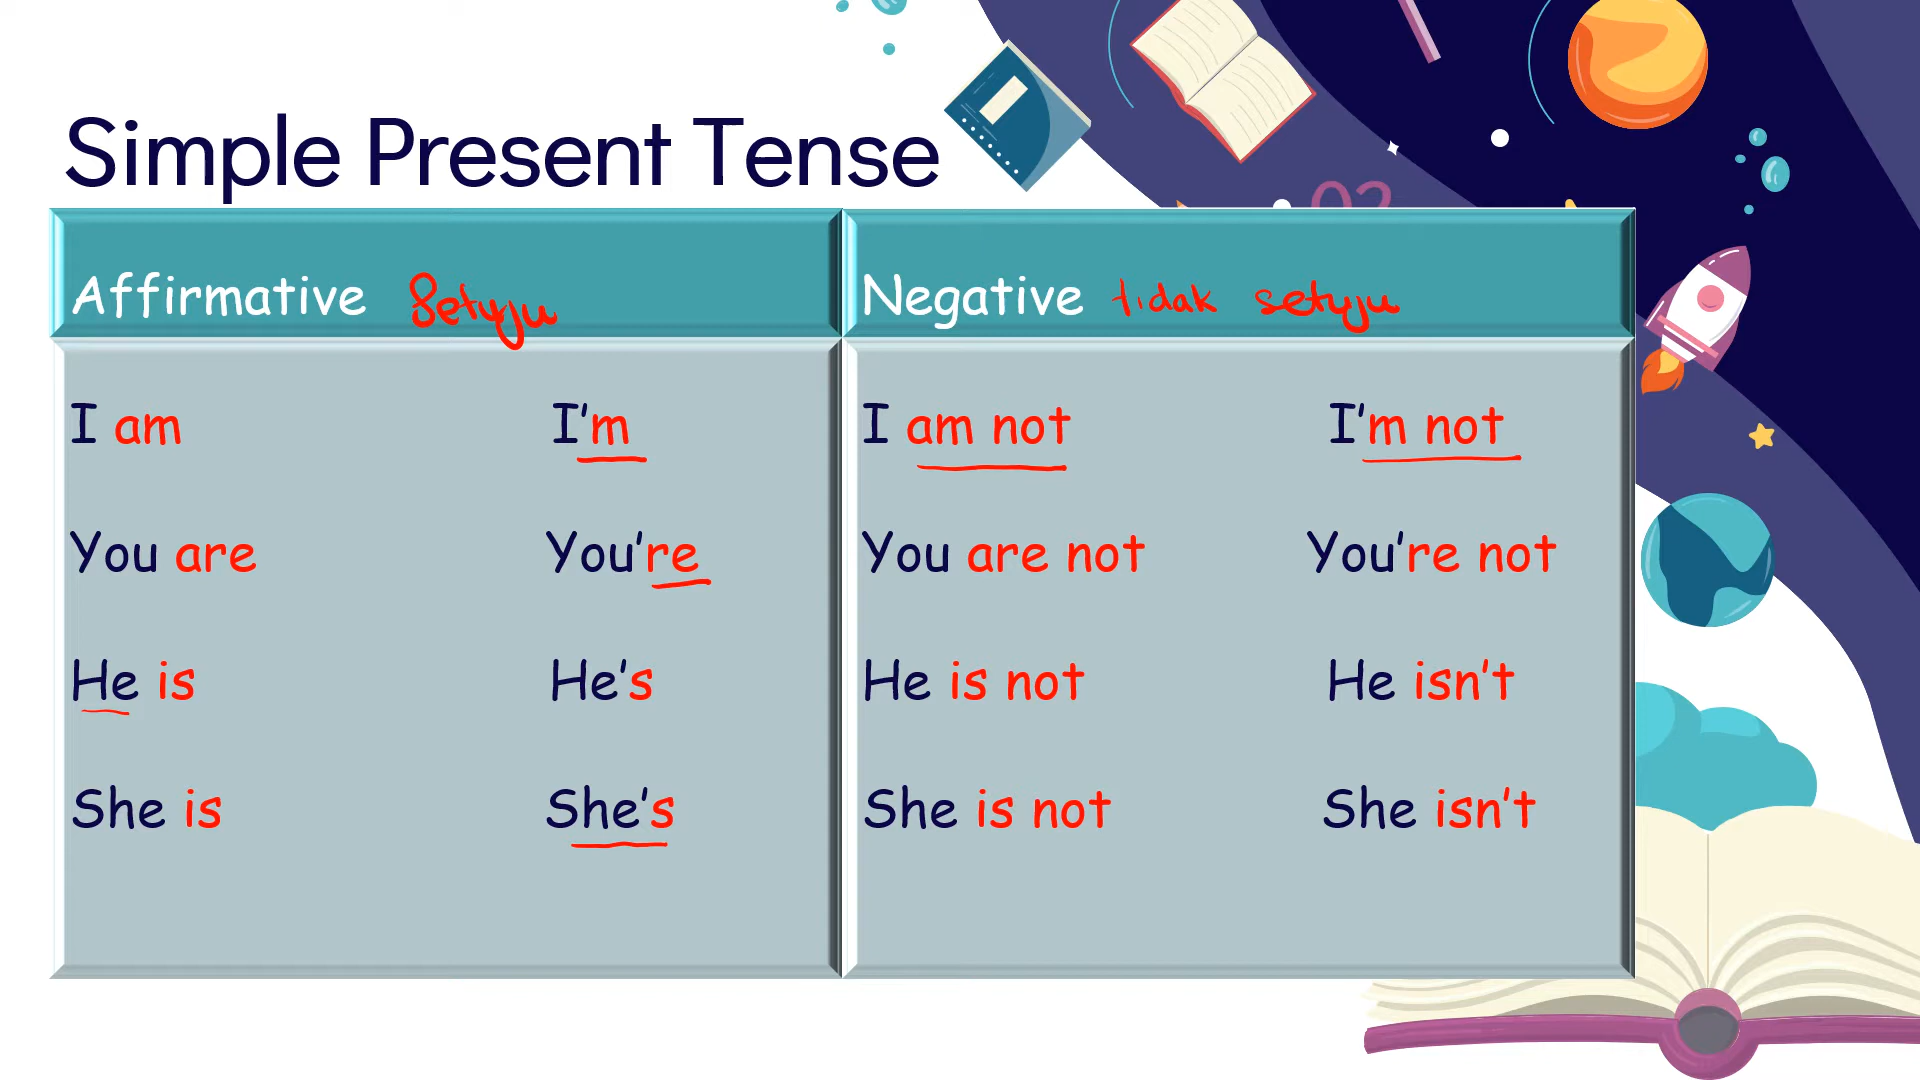 Simple Present Tense
Affirmative setuju
Negative tidak setuju
I am I'm
I am not I'm not
You are You're
You are not You're not
He is He's
He is not He isn't
She is She's
She is not She isn't